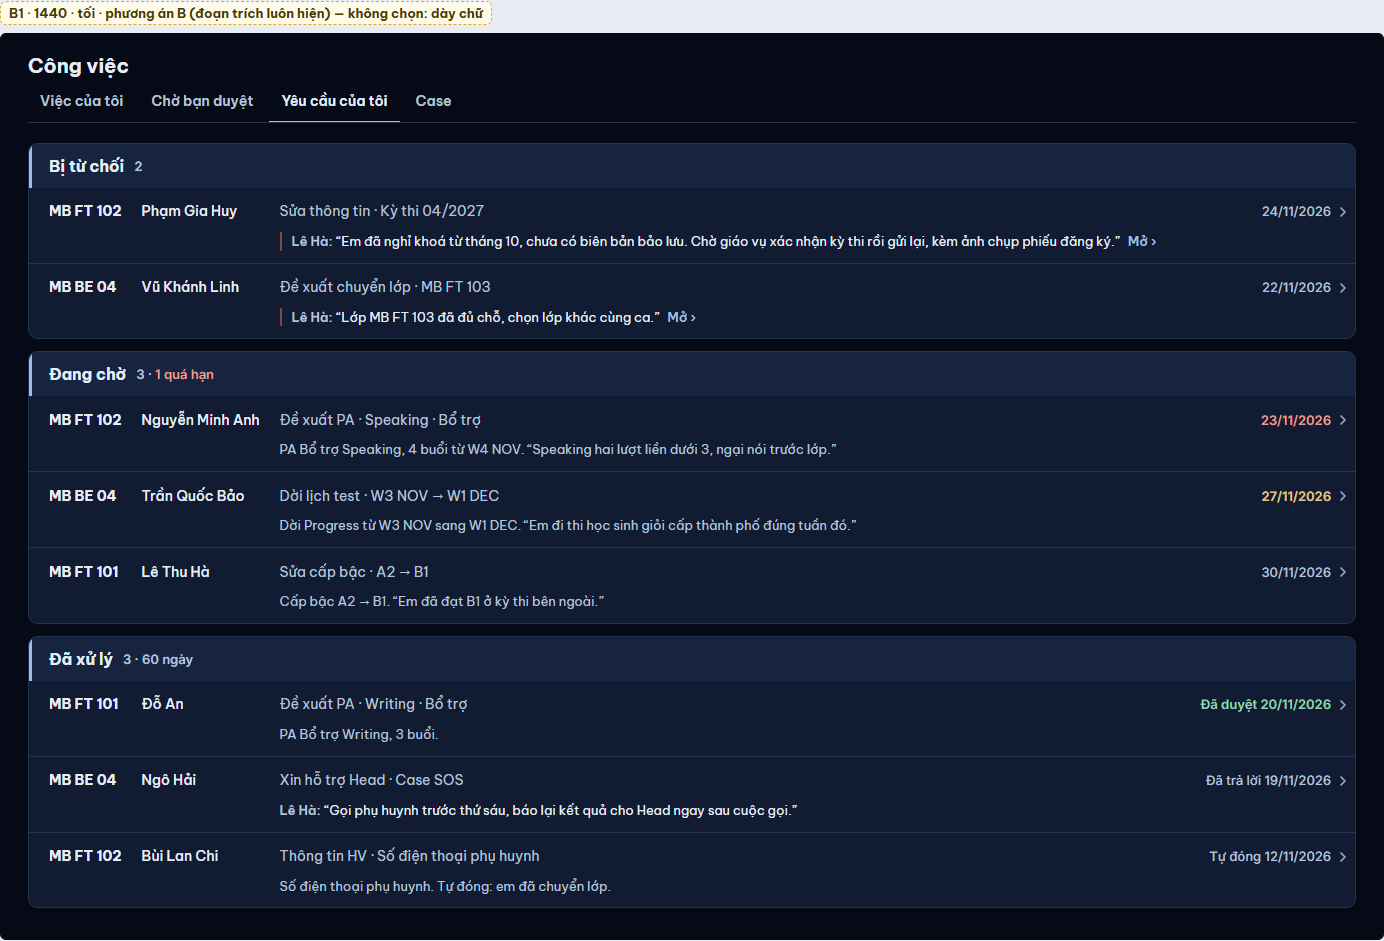 B1 · 1440 · tối · phương án B (đoạn trích luôn hiện) — không chọn: dày chữ
Công việc
Việc của tôi Chờ bạn duyệt Yêu cầu của tôi Case
Bị từ chối 2
MB FT 102 Phạm Gia Huy Sửa thông tin · Kỳ thi 04/2027 24/11/2026 ›
Lê Hà: “Em đã nghỉ khoá từ tháng 10, chưa có biên bản bảo lưu. Chờ giáo vụ xác nhận kỳ thi rồi gửi lại, kèm ảnh chụp phiếu đăng ký.” Mở ›
MB BE 04 Vũ Khánh Linh Đề xuất chuyển lớp · MB FT 103 22/11/2026 ›
Lê Hà: “Lớp MB FT 103 đã đủ chỗ, chọn lớp khác cùng ca.” Mở ›
Đang chờ 3 · 1 quá hạn
MB FT 102 Nguyễn Minh Anh Đề xuất PA · Speaking · Bổ trợ 23/11/2026 ›
PA Bổ trợ Speaking, 4 buổi từ W4 NOV. “Speaking hai lượt liền dưới 3, ngại nói trước lớp.”
MB BE 04 Trần Quốc Bảo Dời lịch test · W3 NOV → W1 DEC 27/11/2026 ›
Dời Progress từ W3 NOV sang W1 DEC. “Em đi thi học sinh giỏi cấp thành phố đúng tuần đó.”
MB FT 101 Lê Thu Hà Sửa cấp bậc · A2 → B1 30/11/2026 ›
Cấp bậc A2 → B1. “Em đã đạt B1 ở kỳ thi bên ngoài.”
Đã xử lý 3 · 60 ngày
MB FT 101 Đỗ An Đề xuất PA · Writing · Bổ trợ Đã duyệt 20/11/2026 ›
PA Bổ trợ Writing, 3 buổi.
MB BE 04 Ngô Hải Xin hỗ trợ Head · Case SOS Đã trả lời 19/11/2026 ›
Lê Hà: “Gọi phụ huynh trước thứ sáu, báo lại kết quả cho Head ngay sau cuộc gọi.”
MB FT 102 Bùi Lan Chi Thông tin HV · Số điện thoại phụ huynh Tự đóng 12/11/2026 ›
Số điện thoại phụ huynh. Tự đóng: em đã chuyển lớp.